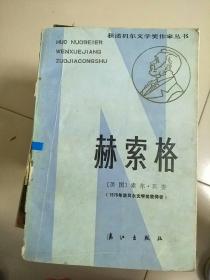 获诺贝尔文学奖作家丛书
HUO NUOBEIER
WENXUEJIANG
ZUOJIACONGSHU
赫索格
〔美国〕索尔·贝娄
(1976年诺贝尔文学奖获得者)
漓江出版社